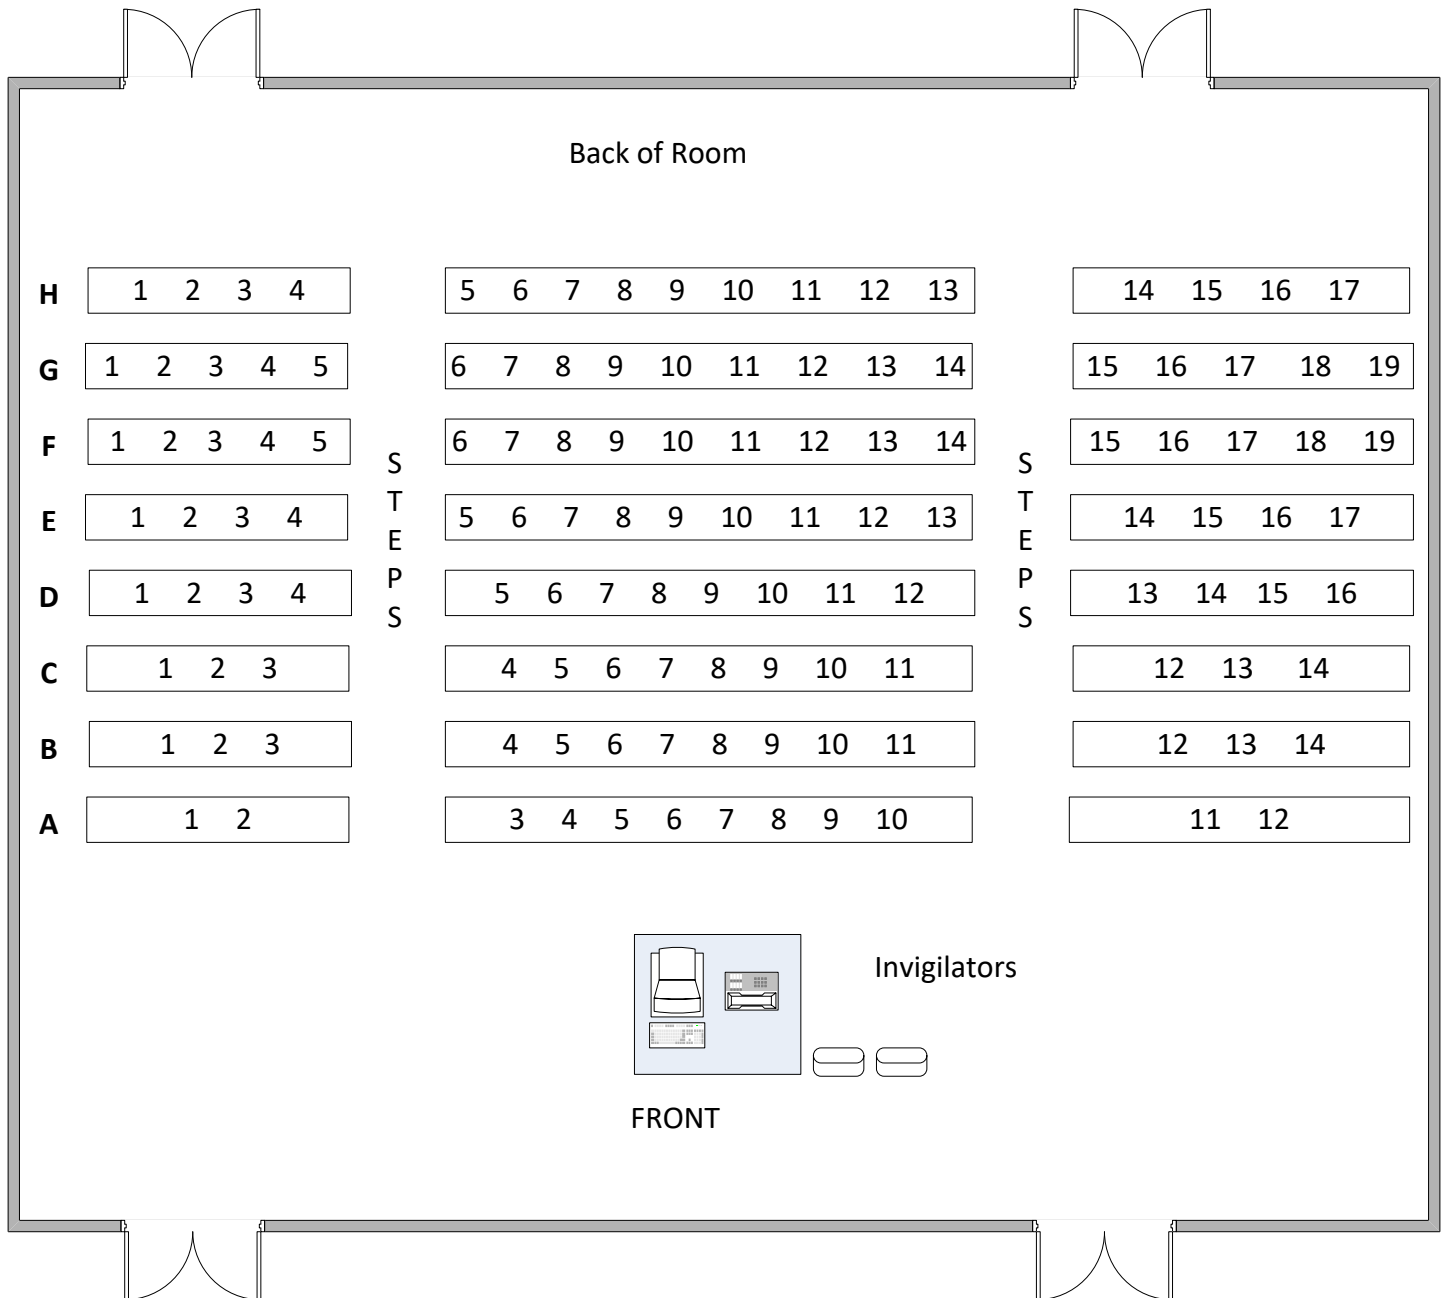 Back of Room
H 1 2 3 4 5 6 7 8 9 10 11 12 13 14 15 16 17
G 1 2 3 4 5 6 7 8 9 10 11 12 13 14 15 16 17 18 19
F 1 2 3 4 5 6 7 8 9 10 11 12 13 14 15 16 17 18 19
E 1 2 3 4 5 6 7 8 9 10 11 12 13 14 15 16 17
D 1 2 3 4 5 6 7 8 9 10 11 12 13 14 15 16
C 1 2 3 4 5 6 7 8 9 10 11 12 13 14
B 1 2 3 4 5 6 7 8 9 10 11 12 13 14
A 1 2 3 4 5 6 7 8 9 10 11 12
STEPS
STEPS
Invigilators
FRONT